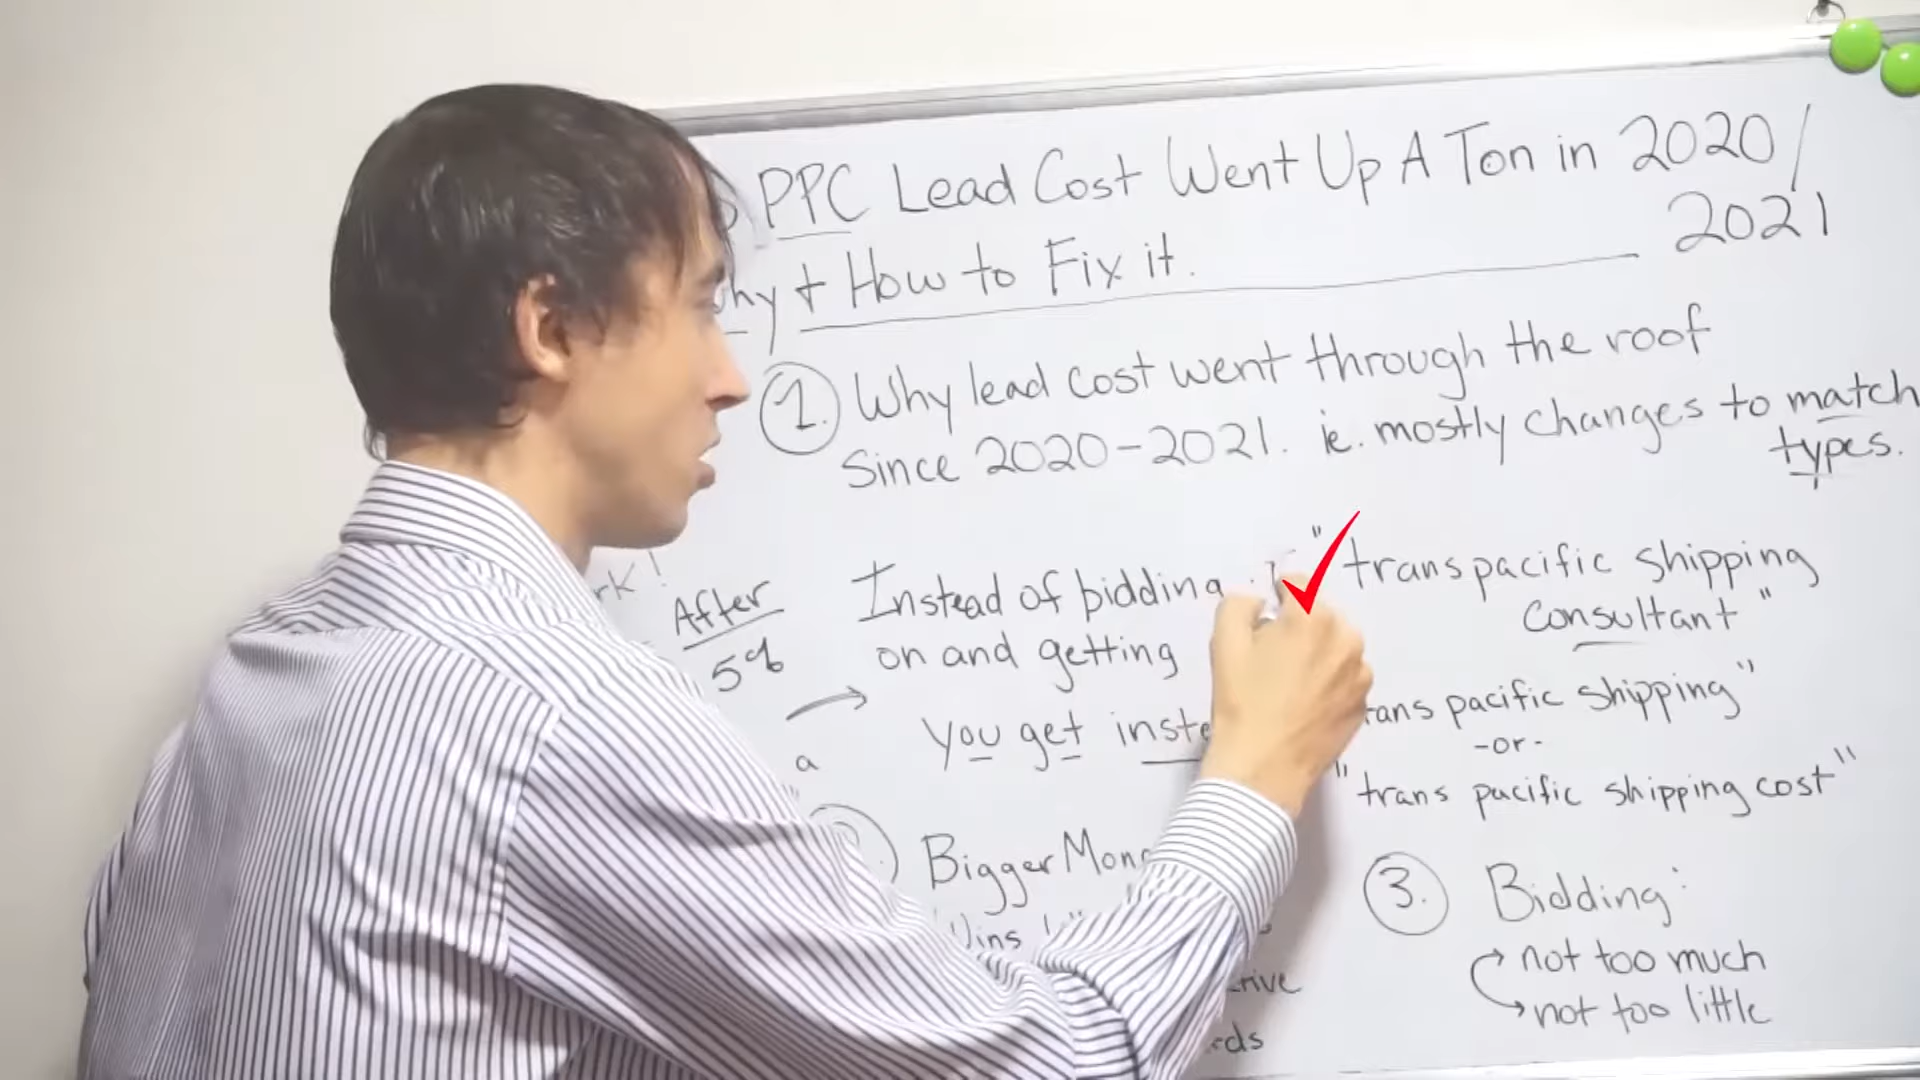 PPC Lead Cost Went Up A Ton in 2020/
2021
+ How to Fix it.
1. Why lead cost went through the roof
Since 2020-2021. ie. mostly changes to match
types.
After
5%
Instead of bidding
on and getting
"transpacific shipping
Consultant"
You get
pacific shipping"
-or-
"trans pacific shipping cost"
a
Bigger
3. Bidding:
not too much
not too little